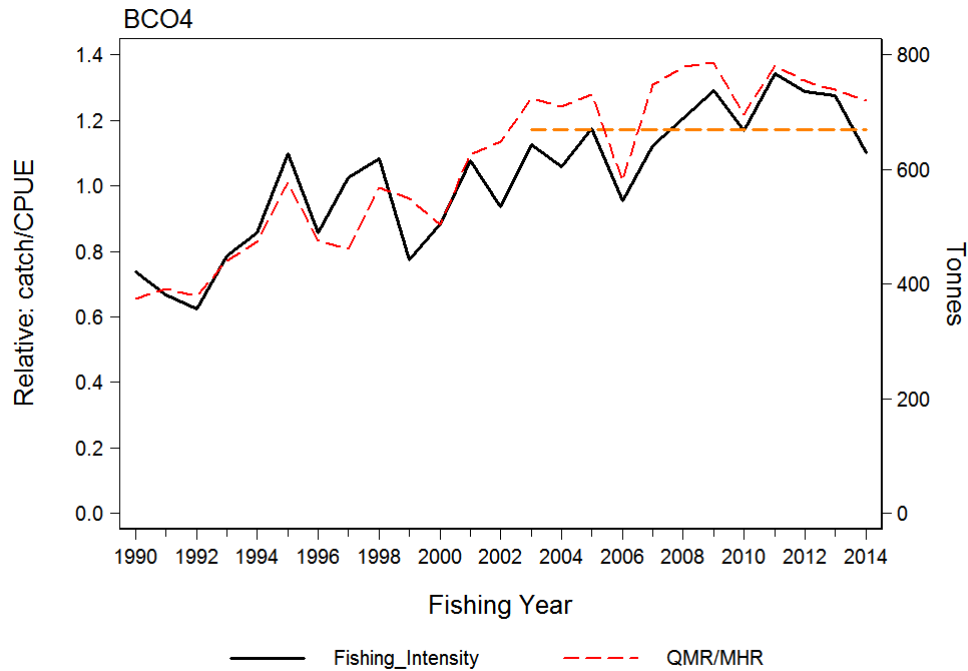 BCO4
1.4
1.2
1.0
0.8
0.6
0.4
0.2
0.0
Relative: catch/CPUE
800
600
400
200
0
Tonnes
1990 1992 1994 1996 1998 2000 2002 2004 2006 2008 2010 2012 2014
Fishing Year
Fishing_Intensity QMR/MHR